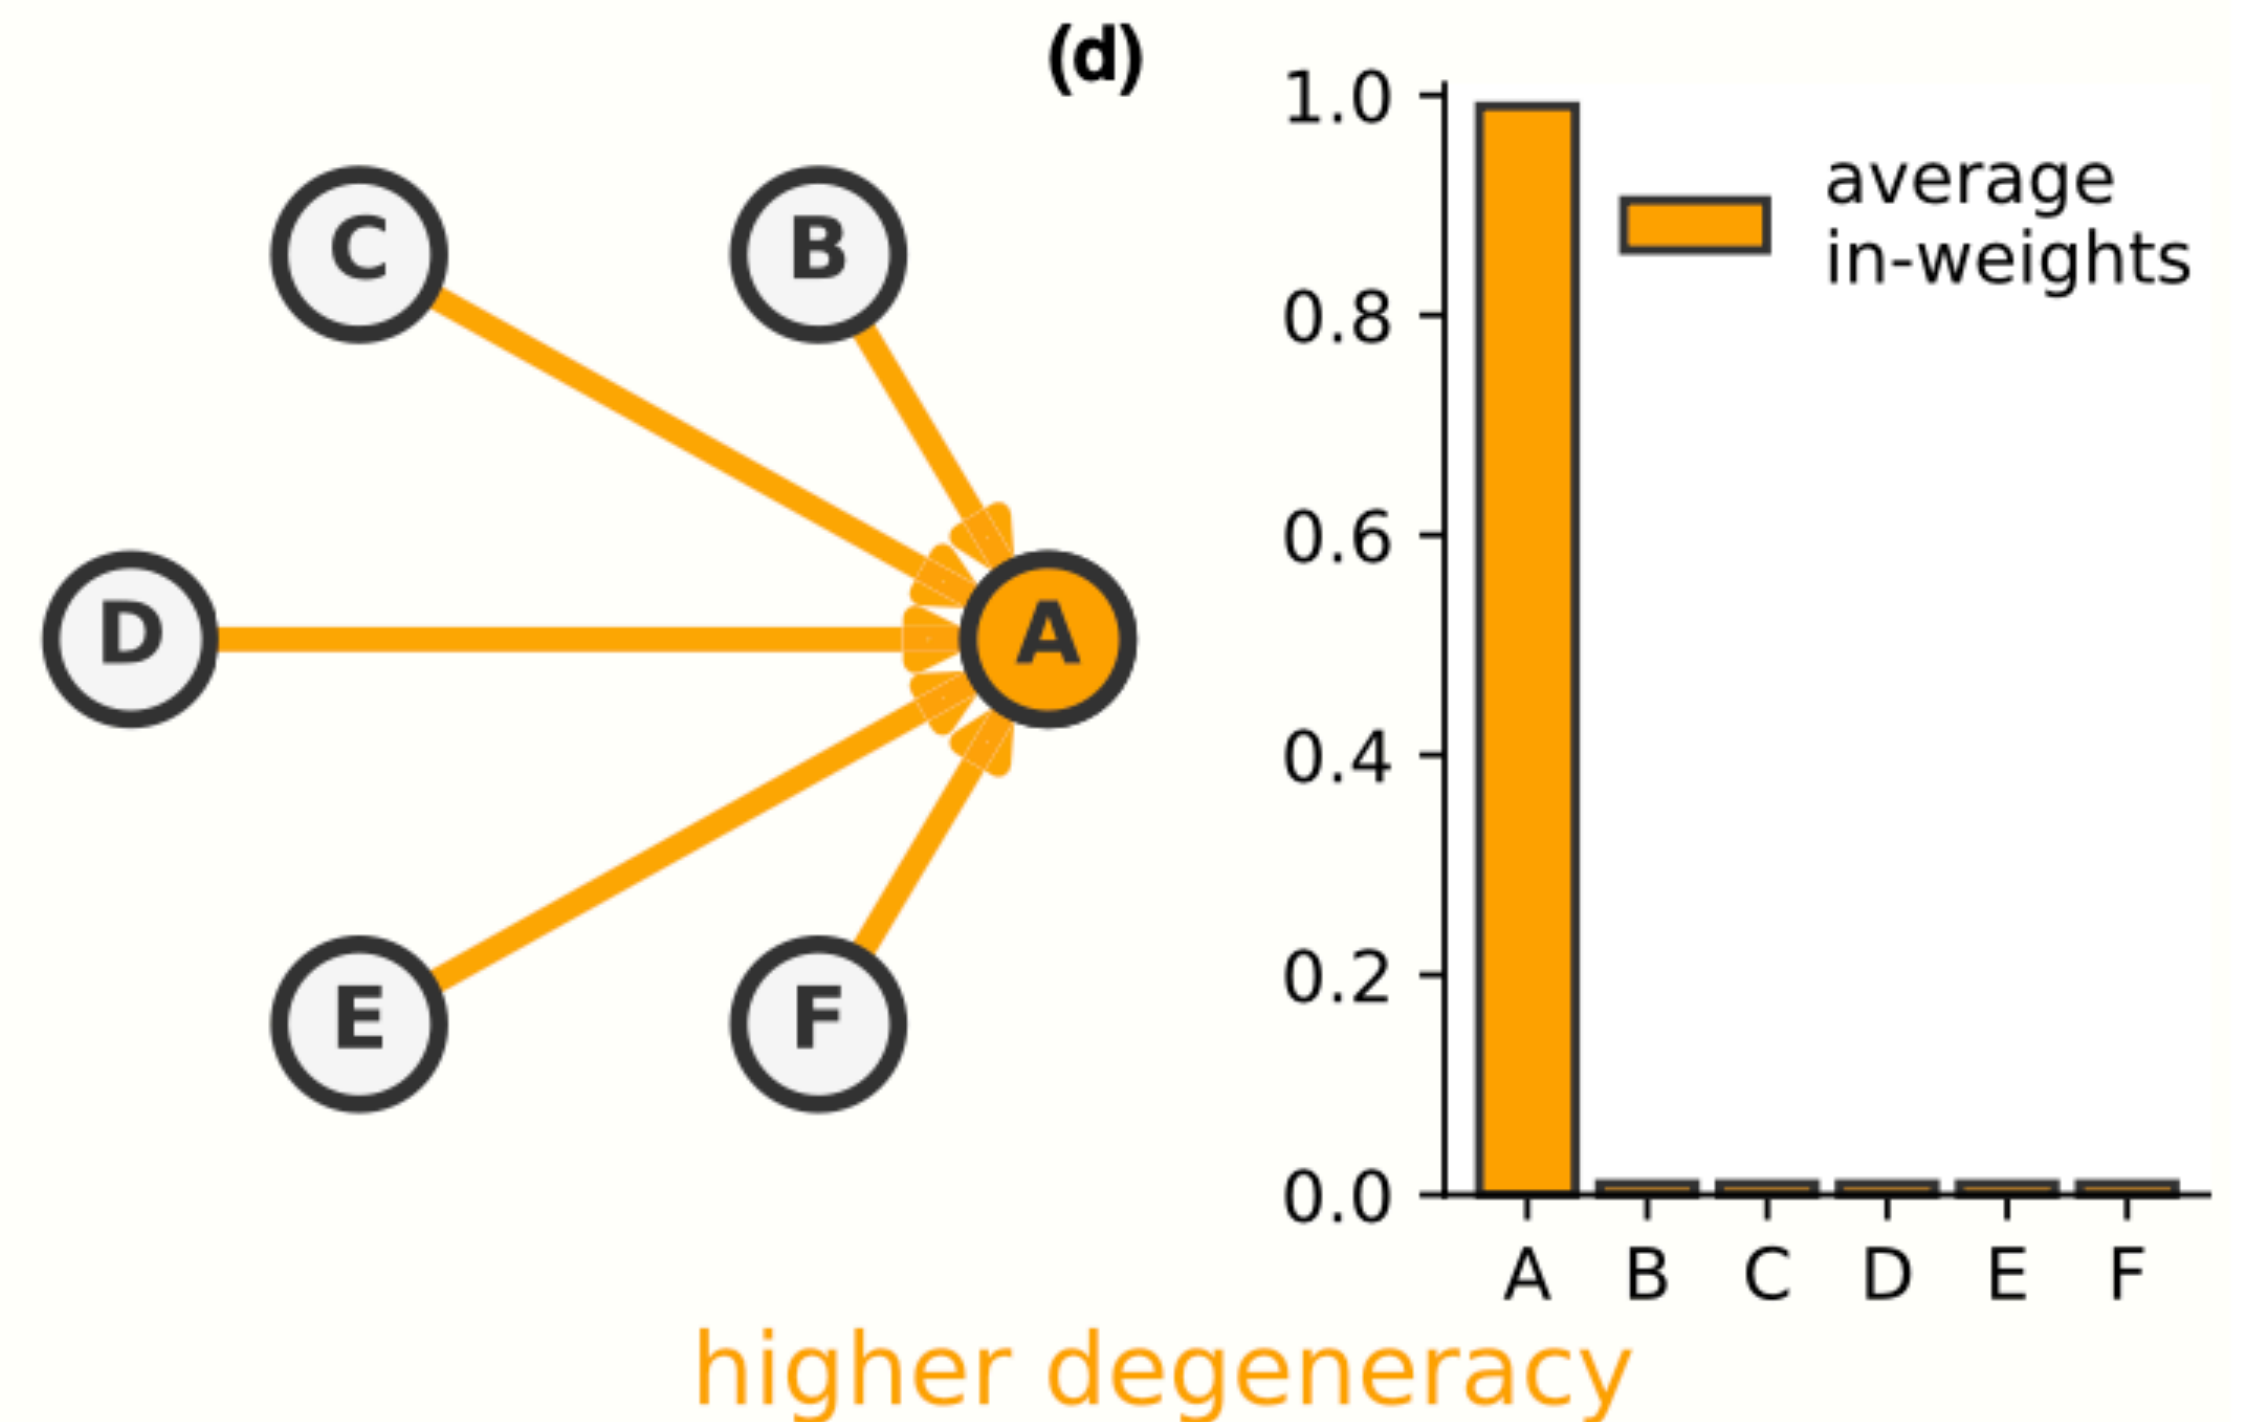 (d)
C
B
D
A
E
F
1.0
0.8
0.6
0.4
0.2
0.0
average
in-weights
A B C D E F
higher degeneracy